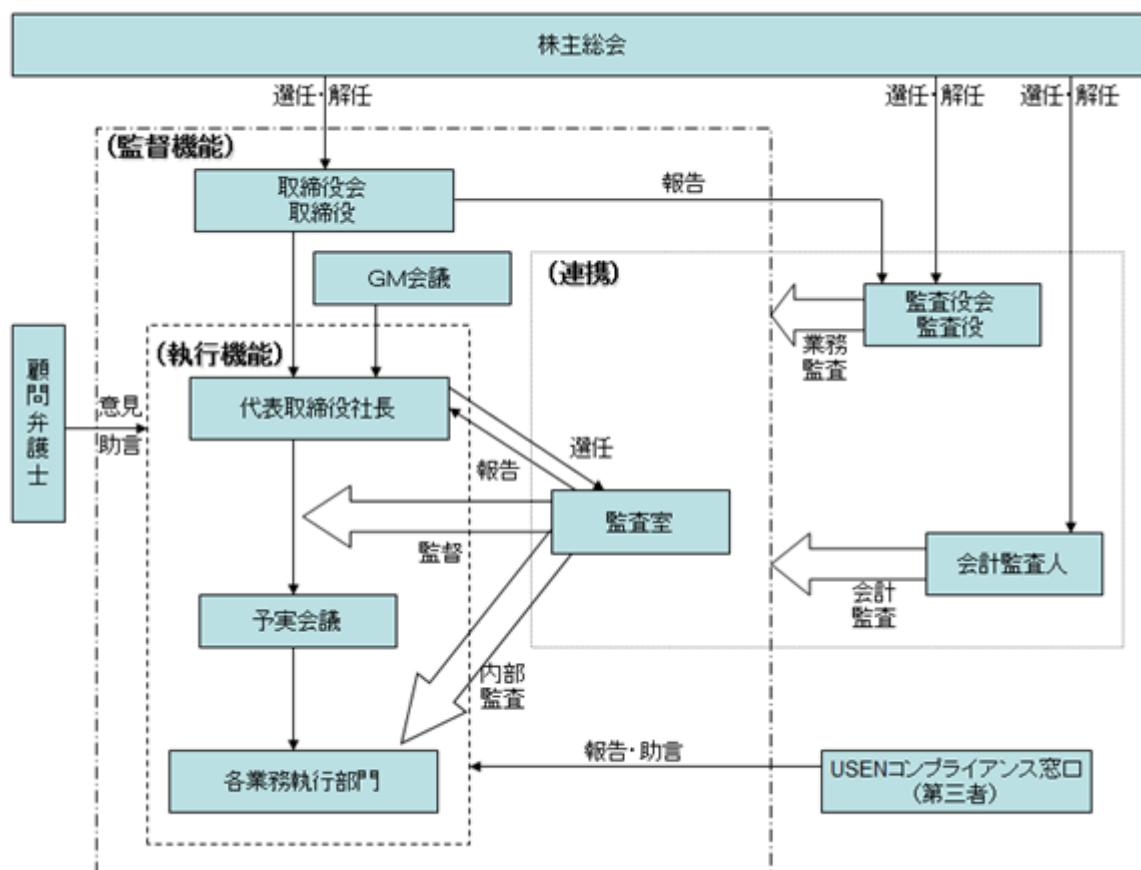 株主総会
選任・解任
選任・解任
選任・解任
（監督機能）
取締役会
取締役
報告
GM会議
（連携）
監査役会
監査役
業務
監査
顧
問
弁
護
士
意見
助言
（執行機能）
代表取締役社長
選任
報告
監査室
監督
会計監査人
会計
監査
予実会議
内部
監査
報告・助言
各業務執行部門
USENコンプライアンス窓口
（第三者）